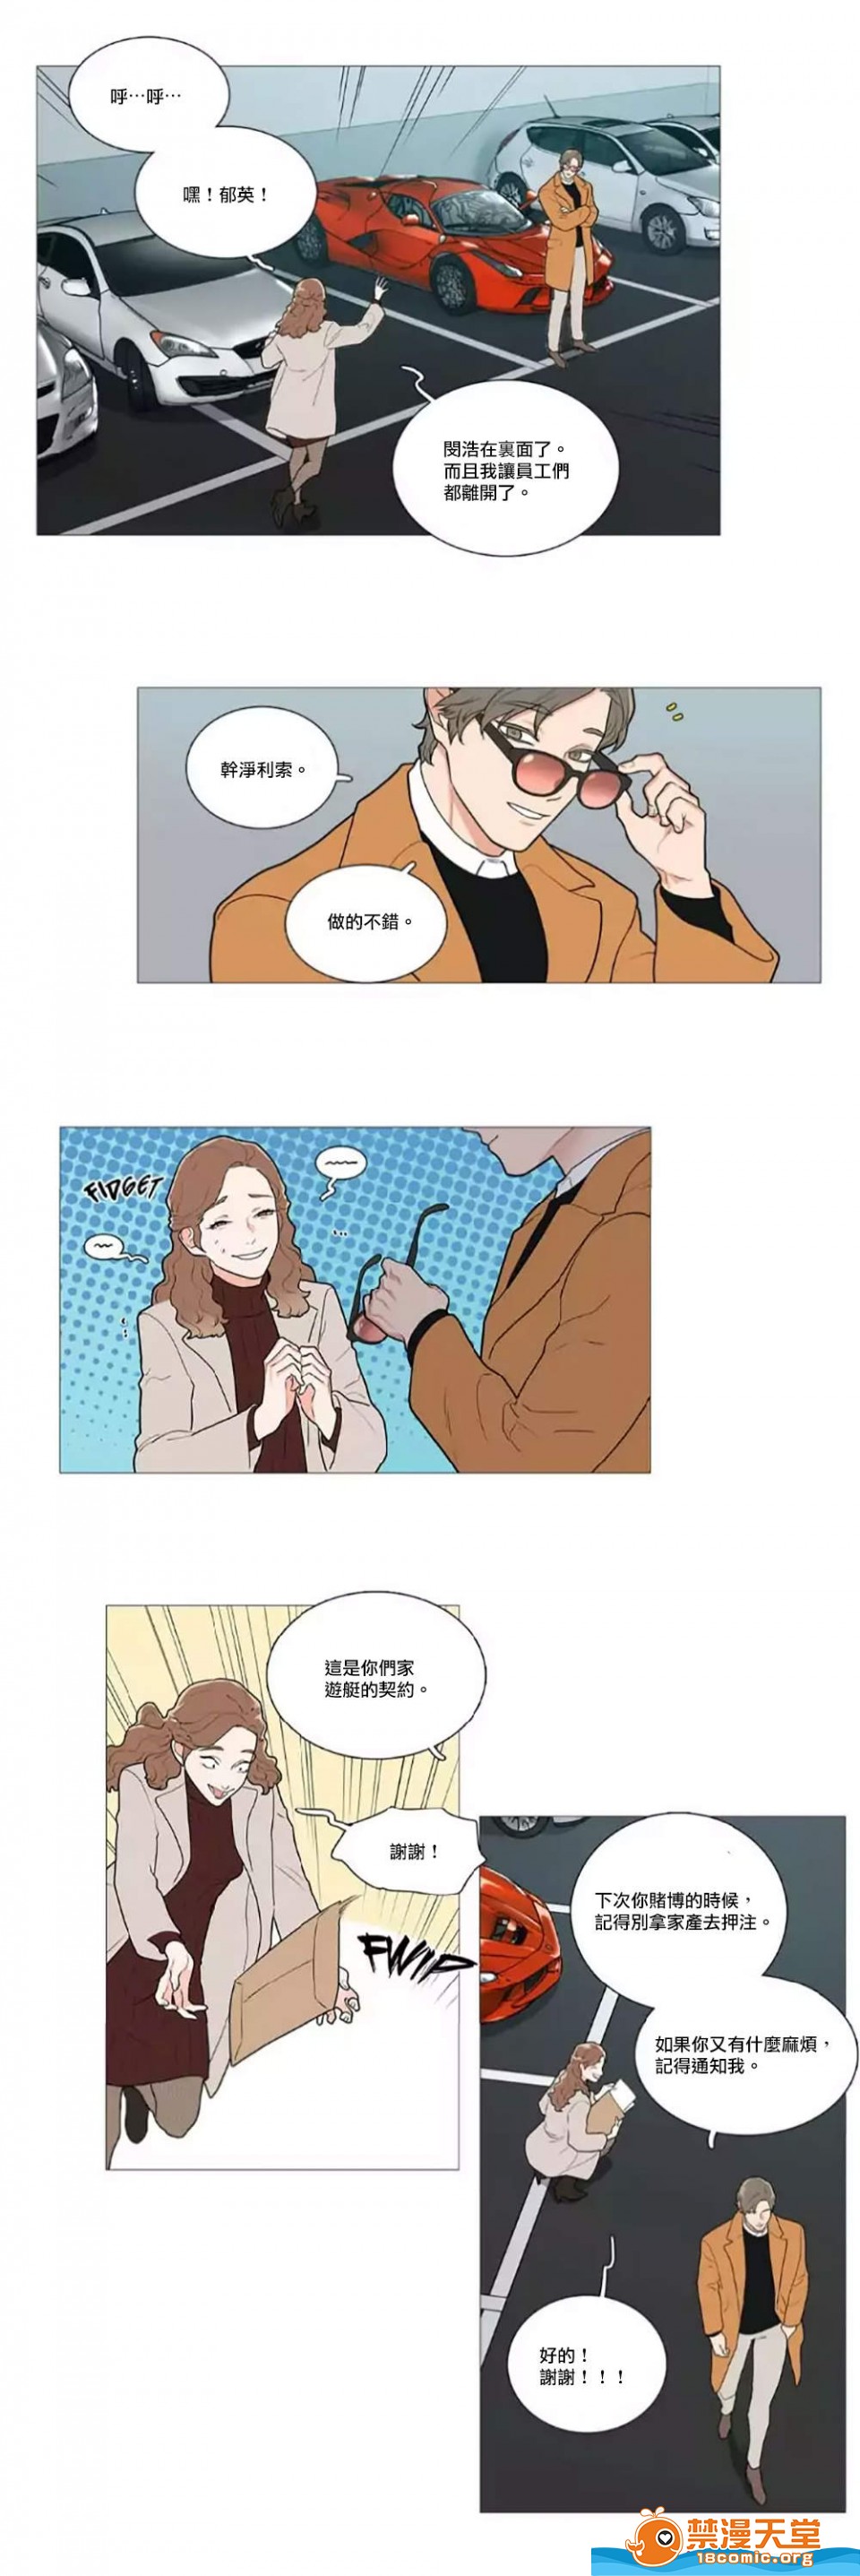 呼⋯呼⋯
嘿！郁英！
閔浩在裏面了。
而且我讓員工們
都離開了。
幹淨利索。
做的不錯。
FIDGET
這是你們家
遊艇的契約。
謝謝！
FWIP
下次你賭博的時候，
記得別拿家產去押注。
如果你又有什麼麻煩，
記得通知我。
好的！
謝謝！！！
禁漫天堂
18comic.org